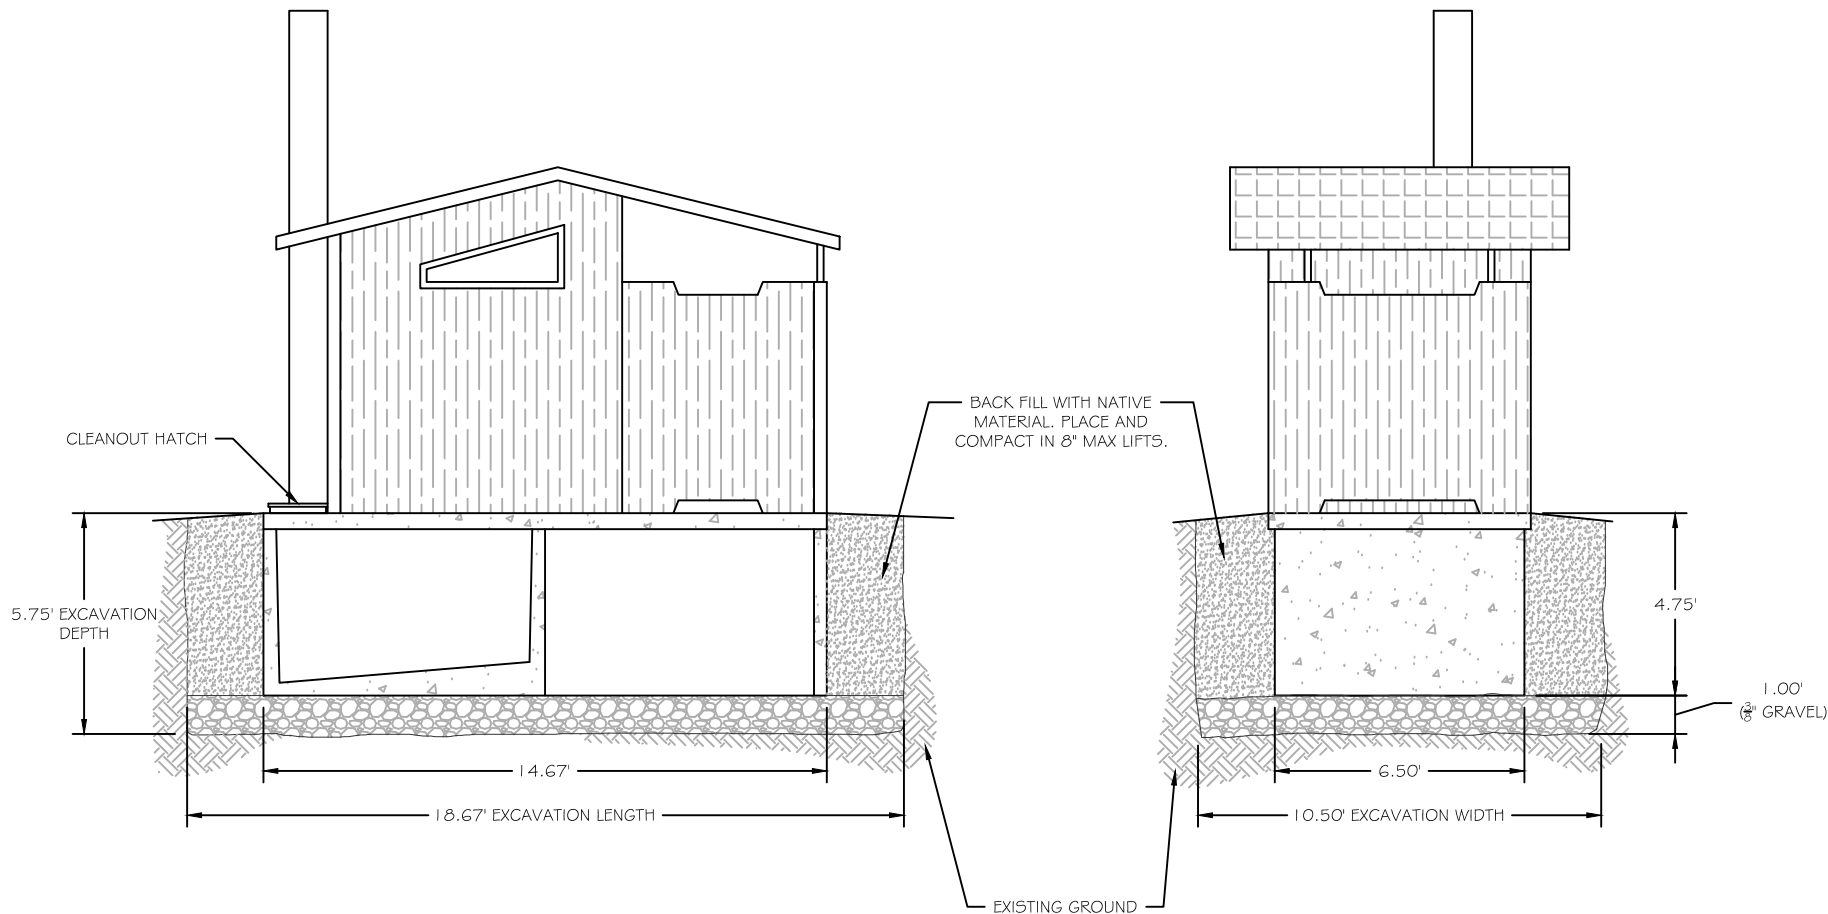 CLEANOUT HATCH
BACK FILL WITH NATIVE
MATERIAL. PLACE AND
COMPACT IN 8" MAX LIFTS.
5.75' EXCAVATION
DEPTH
4.75'
1.00'
(3/8" GRAVEL)
14.67'
6.50'
18.67' EXCAVATION LENGTH
10.50' EXCAVATION WIDTH
EXISTING GROUND